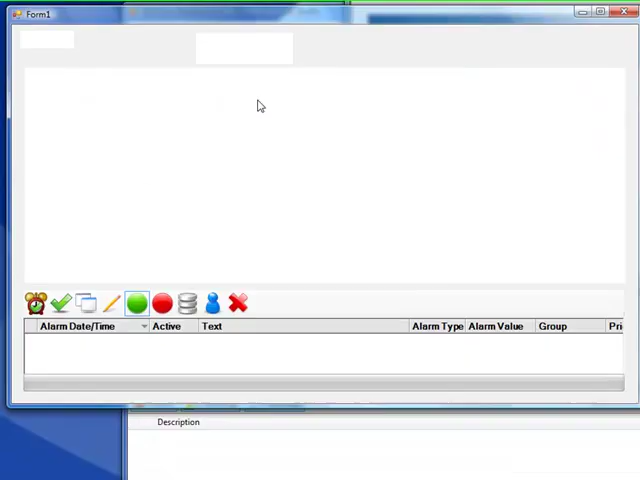 Form1
Alarm Date/Time Active Text Alarm Type Alarm Value Group Pri
Description